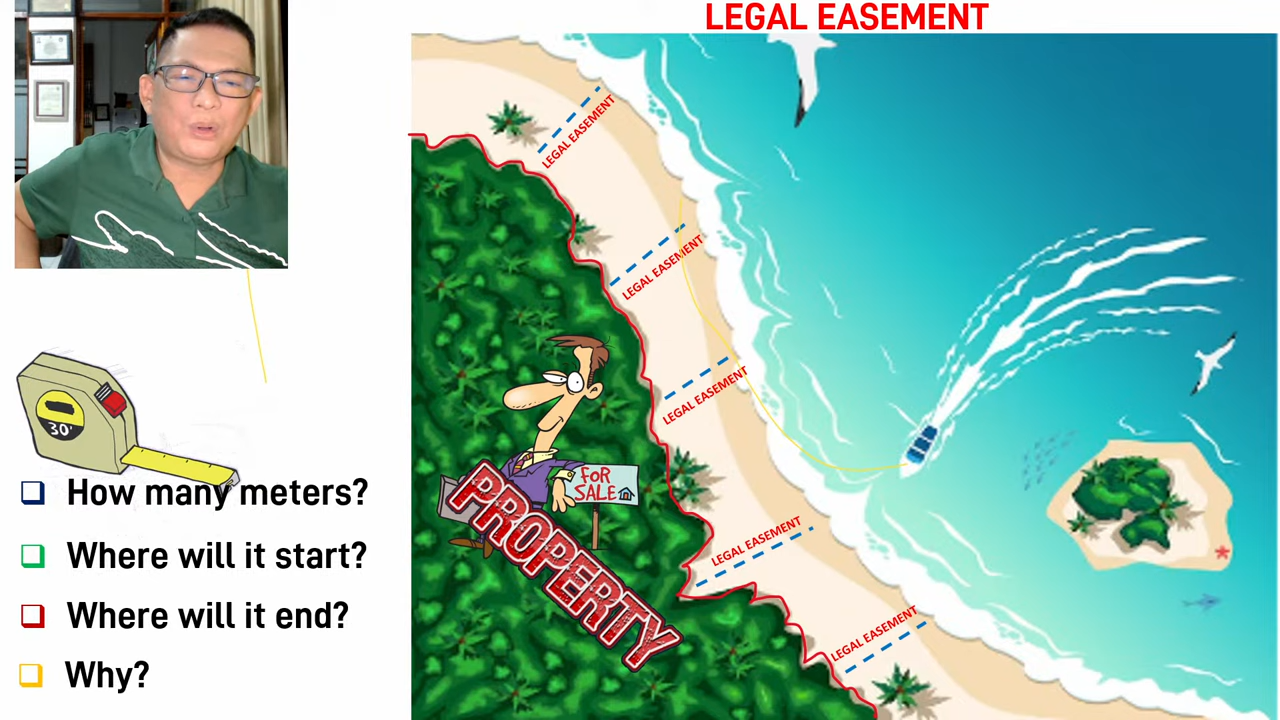 LEGAL EASEMENT
LEGAL EASEMENT
LEGAL EASEMENT
LEGAL EASEMENT
LEGAL EASEMENT
LEGAL EASEMENT
FOR
SALE
PROPERTY
30'
How many meters?
Where will it start?
Where will it end?
Why?